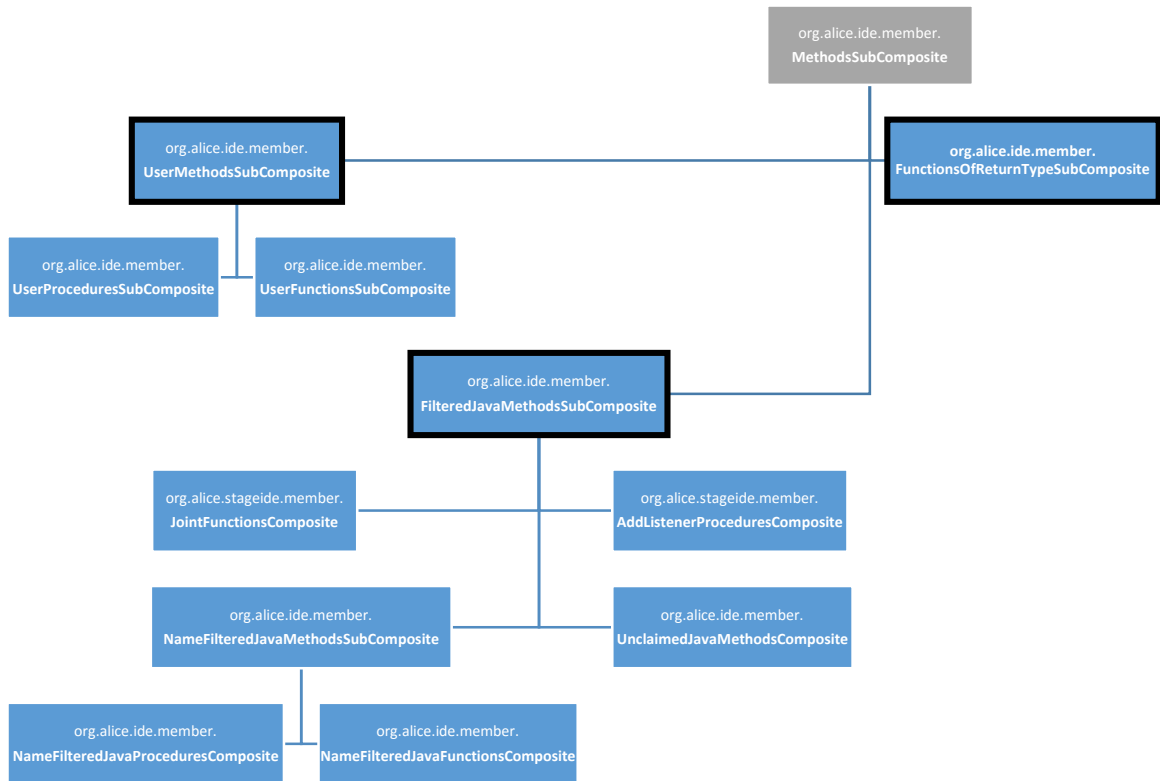 org.alice.ide.member.
MethodsSubComposite
org.alice.ide.member.
UserMethodsSubComposite
org.alice.ide.member.
FunctionsOfReturnTypeSubComposite
org.alice.ide.member.
UserProceduresSubComposite
org.alice.ide.member.
UserFunctionsSubComposite
org.alice.ide.member.
FilteredJavaMethodsSubComposite
org.alice.stageide.member.
JointFunctionsComposite
org.alice.stageide.member.
AddListenerProceduresComposite
org.alice.ide.member.
NameFilteredJavaMethodsSubComposite
org.alice.ide.member.
UnclaimedJavaMethodsComposite
org.alice.ide.member.
NameFilteredJavaProceduresComposite
org.alice.ide.member.
NameFilteredJavaFunctionsComposite